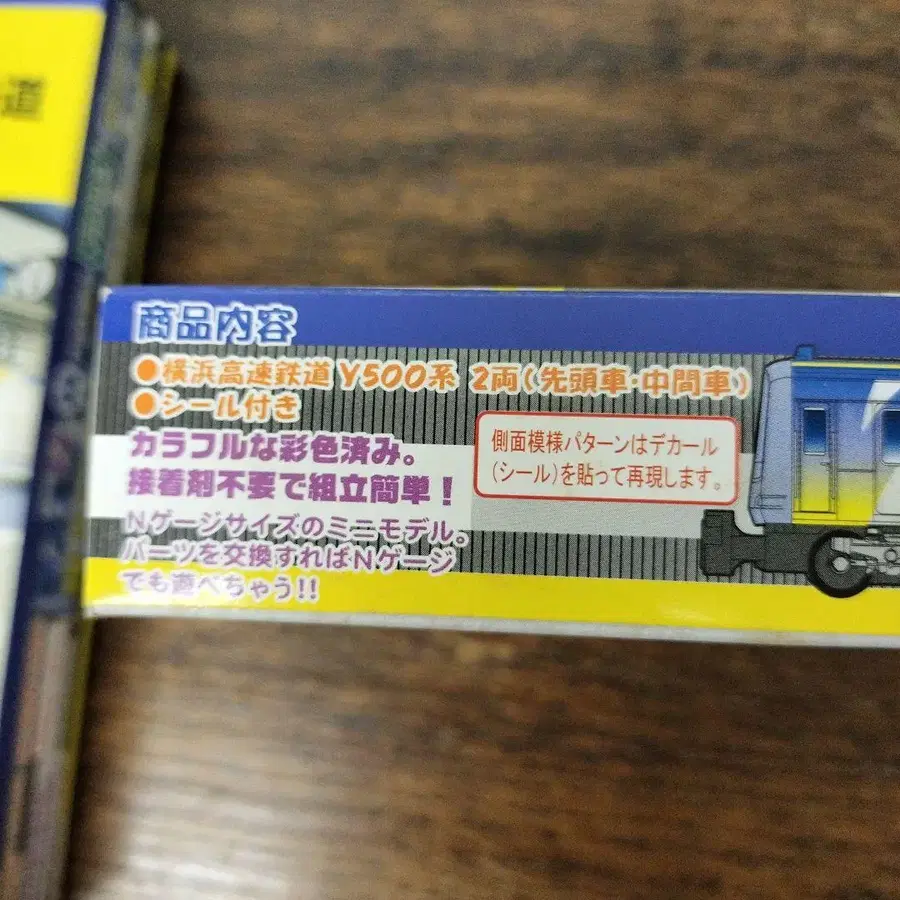 道
商品内容
●横浜高速鉄道Y500系 2両(先頭車・中間車)
●シール付き
カラフルな彩色済み。
接着剤不要で組立簡単!
Nゲージサイズのミニモデル。
パーツを交換すればNゲージ
でも遊べちゃう!!
側面模様パターンはデカール
(シール)を貼って再現します。